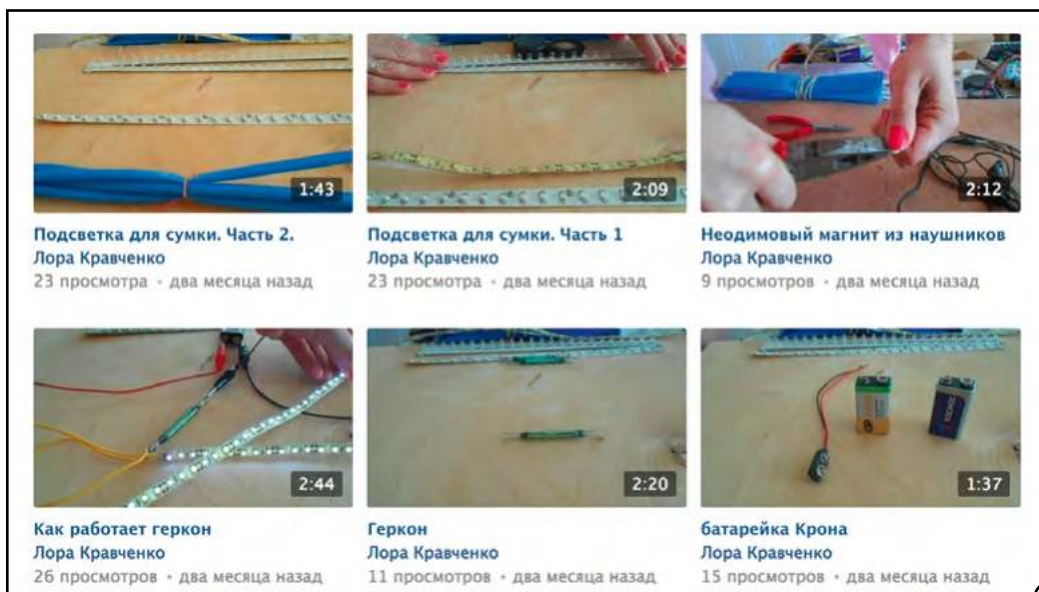 1:43
2:09
2:12
Подсветка для сумки. Часть 2.
Лора Кравченко
23 просмотра • два месяца назад
Подсветка для сумки. Часть 1
Лора Кравченко
23 просмотра • два месяца назад
Неодимовый магнит из наушников
Лора Кравченко
9 просмотров • два месяца назад
2:44
2:20
1:37
Как работает геркон
Лора Кравченко
26 просмотров • два месяца назад
Геркон
Лора Кравченко
11 просмотров • два месяца назад
батарейка Крона
Лора Кравченко
15 просмотров • два месяца назад